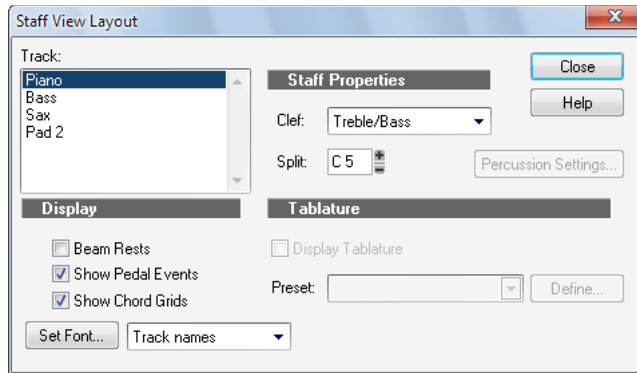 Staff View Layout
Track:
Piano
Bass
Sax
Pad 2
Staff Properties
Clef: Treble/Bass
Split: C 5
Close
Help
Percussion Settings...
Display
Beam Rests
Show Pedal Events
Show Chord Grids
Set Font... Track names
Tablature
Display Tablature
Preset: Define...